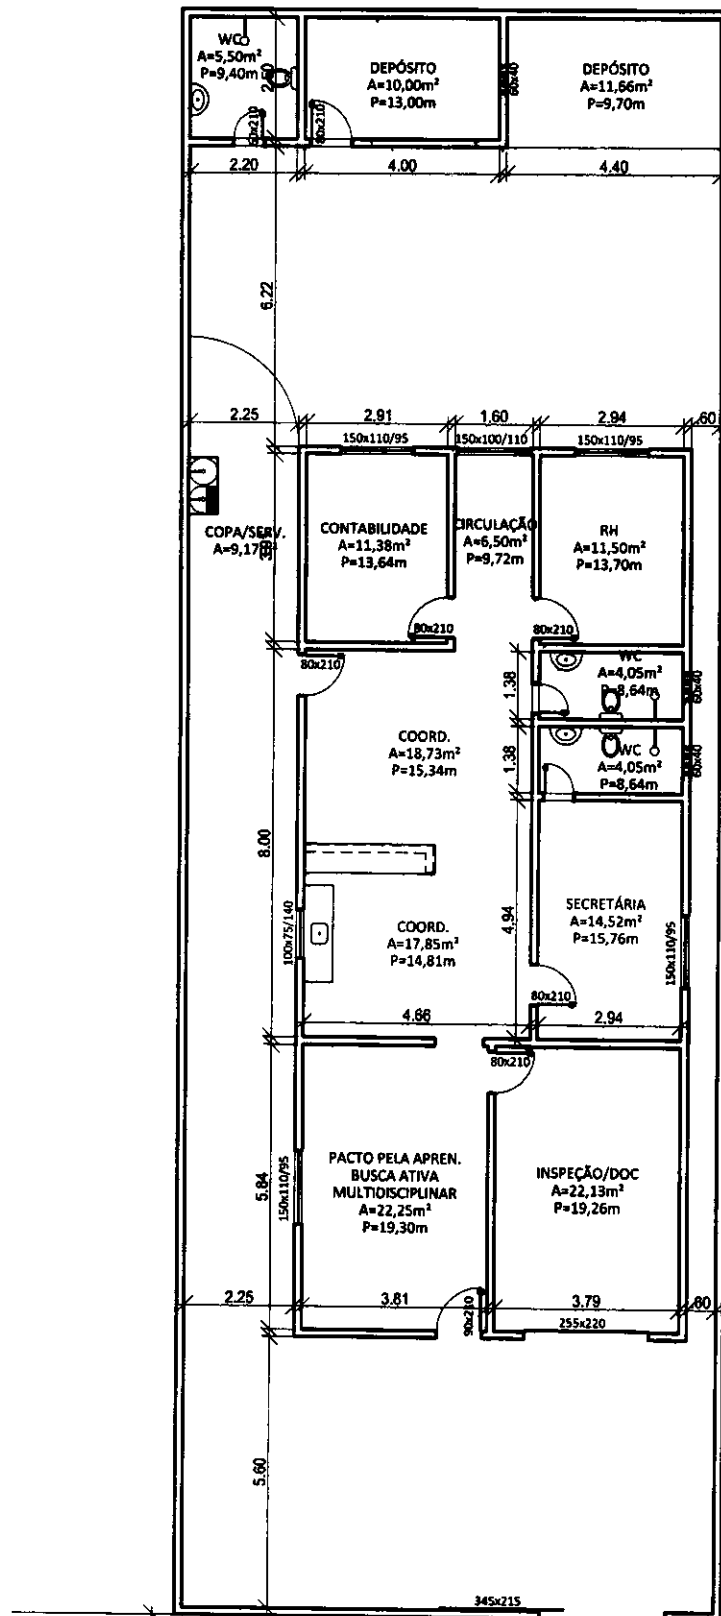 WC
A=5,50m²
P=9,40m
2.50
60x210
DEPÓSITO
A=10,00m²
P=13,00m
80x210
60x40
DEPÓSITO
A=11,66m²
P=9,70m
2.20
4.00
4.40
6.22
2.25
2.91
1.60
2.94
.60
150x110/95
150x100/110
150x110/95
COPA/SERV.
A=9,17m²
CONTABILIDADE
A=11,38m²
P=13,64m
CIRCULAÇÃO
A=6,50m²
P=9,72m
RH
A=11,50m²
P=13,70m
80x210
80x210
80x210
WC
A=4,05m²
P=8,64m
1.38
60x40
COORD.
A=18,73m²
P=15,34m
WC
A=4,05m²
P=8,64m
1.38
60x40
8.00
COORD.
A=17,85m²
P=14,81m
100x75/140
4.94
SECRETÁRIA
A=14,52m²
P=15,76m
150x110/95
80x210
4.66
2.94
80x210
PACTO PELA APREN.
BUSCA ATIVA
MULTIDISCIPLINAR
A=22,25m²
P=19,30m
INSPEÇÃO/DOC
A=22,13m²
P=19,26m
5.84
150x110/95
2.25
3.81
3.79
.60
90x210
255x220
5.60
345x215